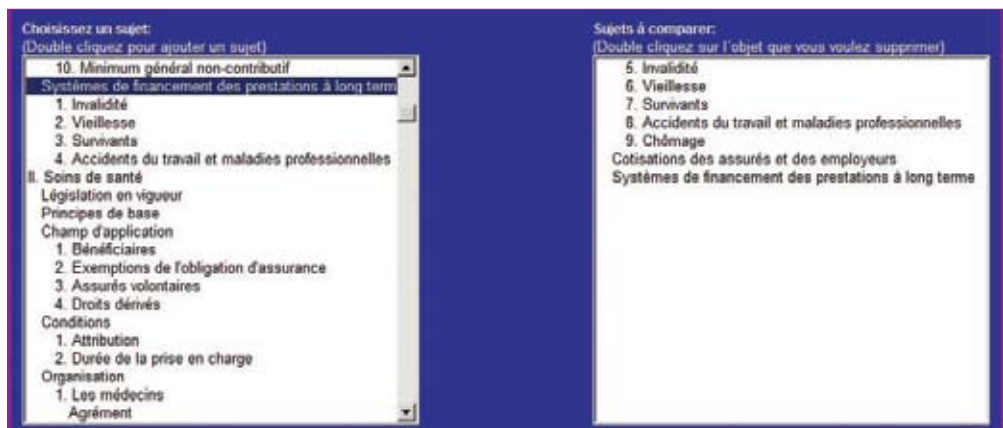 Choisissez un sujet:
(Double cliquez pour ajouter un sujet)
10. Minimum général non-contributif
Systèmes de financement des prestations à long term
1. Invalidité
2. Vieillesse
3. Survivants
4. Accidents du travail et maladies professionnelles
II. Soins de santé
Législation en vigueur
Principes de base
Champ d'application
1. Bénéficiaires
2. Exemptions de l'obligation d'assurance
3. Assurés volontaires
4. Droits dérivés
Conditions
1. Attribution
2. Durée de la prise en charge
Organisation
1. Les médecins
Agrément
Sujets à comparer:
(Double cliquez sur l'objet que vous voulez supprimer)
5. Invalidité
6. Vieillesse
7. Survivants
8. Accidents du travail et maladies professionnelles
9. Chômage
Cotisations des assurés et des employeurs
Systèmes de financement des prestations à long terme